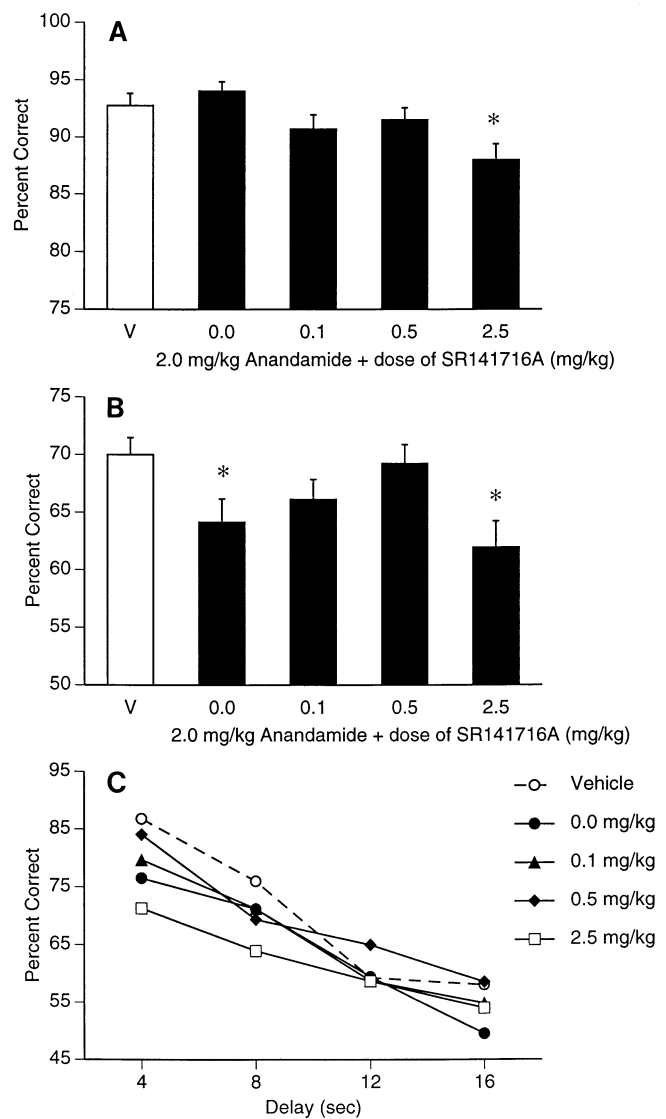 A
100
95
90
85
80
75
Percent Correct
*
V 0.0 0.1 0.5 2.5
2.0 mg/kg Anandamide + dose of SR141716A (mg/kg)
B
75
70
65
60
55
50
Percent Correct
*
*
V 0.0 0.1 0.5 2.5
2.0 mg/kg Anandamide + dose of SR141716A (mg/kg)
C
95
85
75
65
55
45
Percent Correct
4 8 12 16
Delay (sec)
Vehicle
0.0 mg/kg
0.1 mg/kg
0.5 mg/kg
2.5 mg/kg